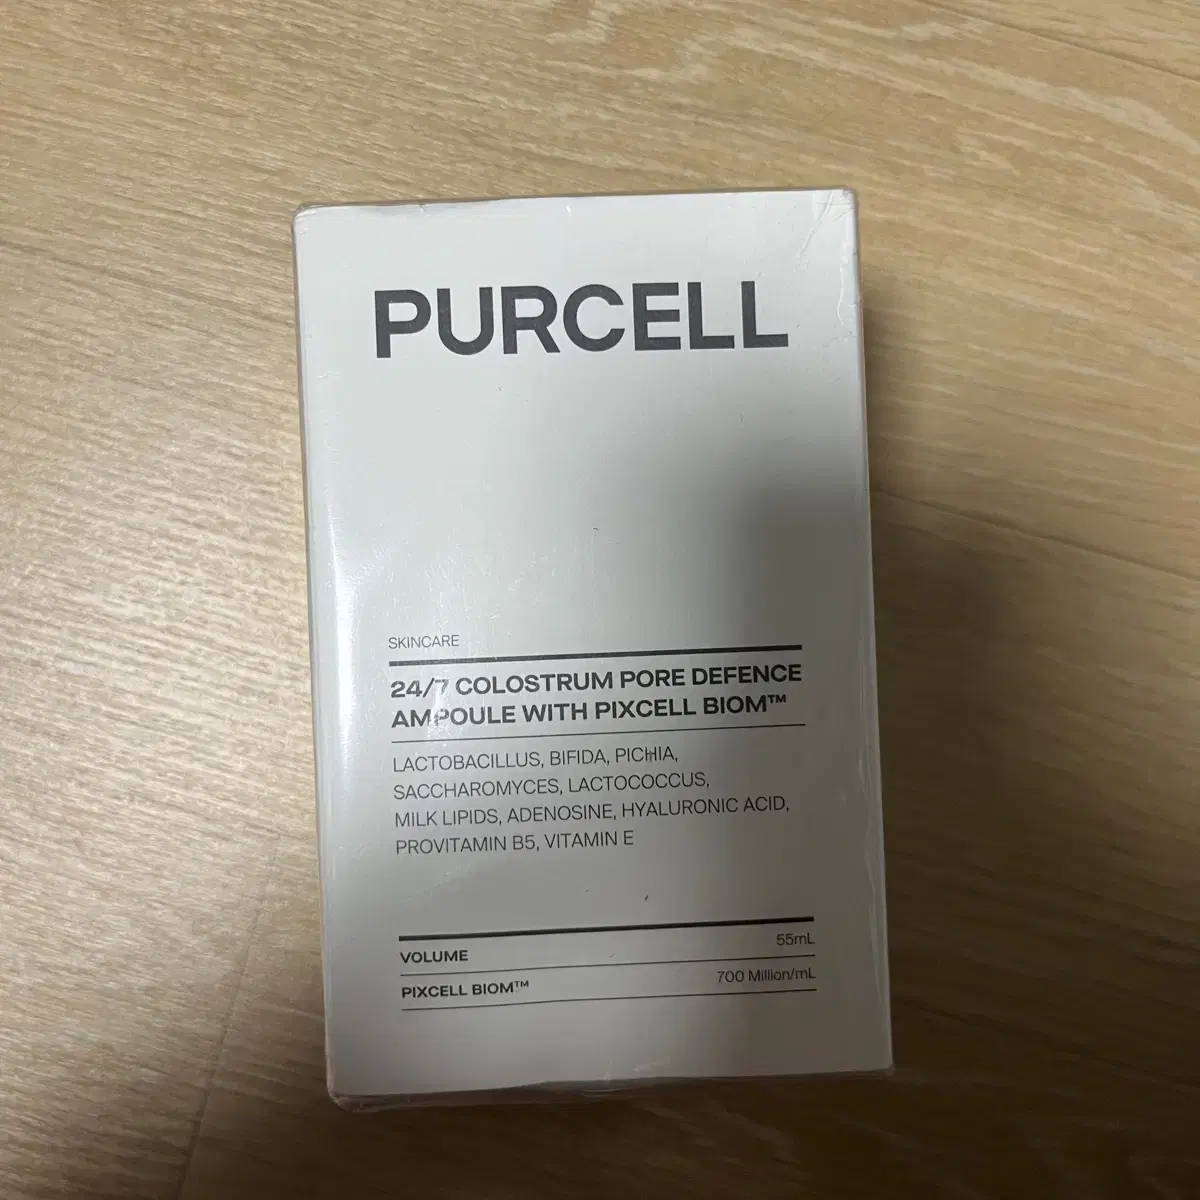 PURCELL
SKINCARE
24/7 COLOSTRUM PORE DEFENCE
AMPOULE WITH PIXCELL BIOM™
LACTOBACILLUS, BIFIDA, PICHIA,
SACCHAROMYCES, LACTOCOCCUS,
MILK LIPIDS, ADENOSINE, HYALURONIC ACID,
PROVITAMIN B5, VITAMIN E
VOLUME 55mL
PIXCELL BIOM™ 700 Million/mL